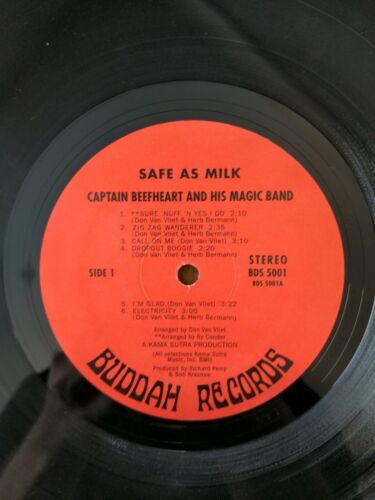 SAFE AS MILK
CAPTAIN BEEFHEART AND HIS MAGIC BAND
1. **SURE 'NUFF 'N YES I DO 2:10
(Don Van Vliet & Herb Bermann)
2. ZIG ZAG WANDERER 2:35
(Don Van Vliet & Herb Bermann)
3. CALL ON ME (Don Van Vliet) 3:10
4. DROPOUT BOOGIE 2:20
(Don Van Vliet & Herb Bermann)
SIDE 1
STEREO
BDS 5001
BDS 5001A
5. I'M GLAD (Don Van Vliet) 3:22
6. ELECTRICITY 3:00
(Don Van Vliet & Herb Bermann)
Arranged by Don Van Vliet
**Arranged by Ry Cooder
A KAMA SUTRA PRODUCTION
(All selections Kama Sutra
Music, Inc. BMI)
Produced by Richard Perry
& Bob Krasnow
BUDDAH RECORDS